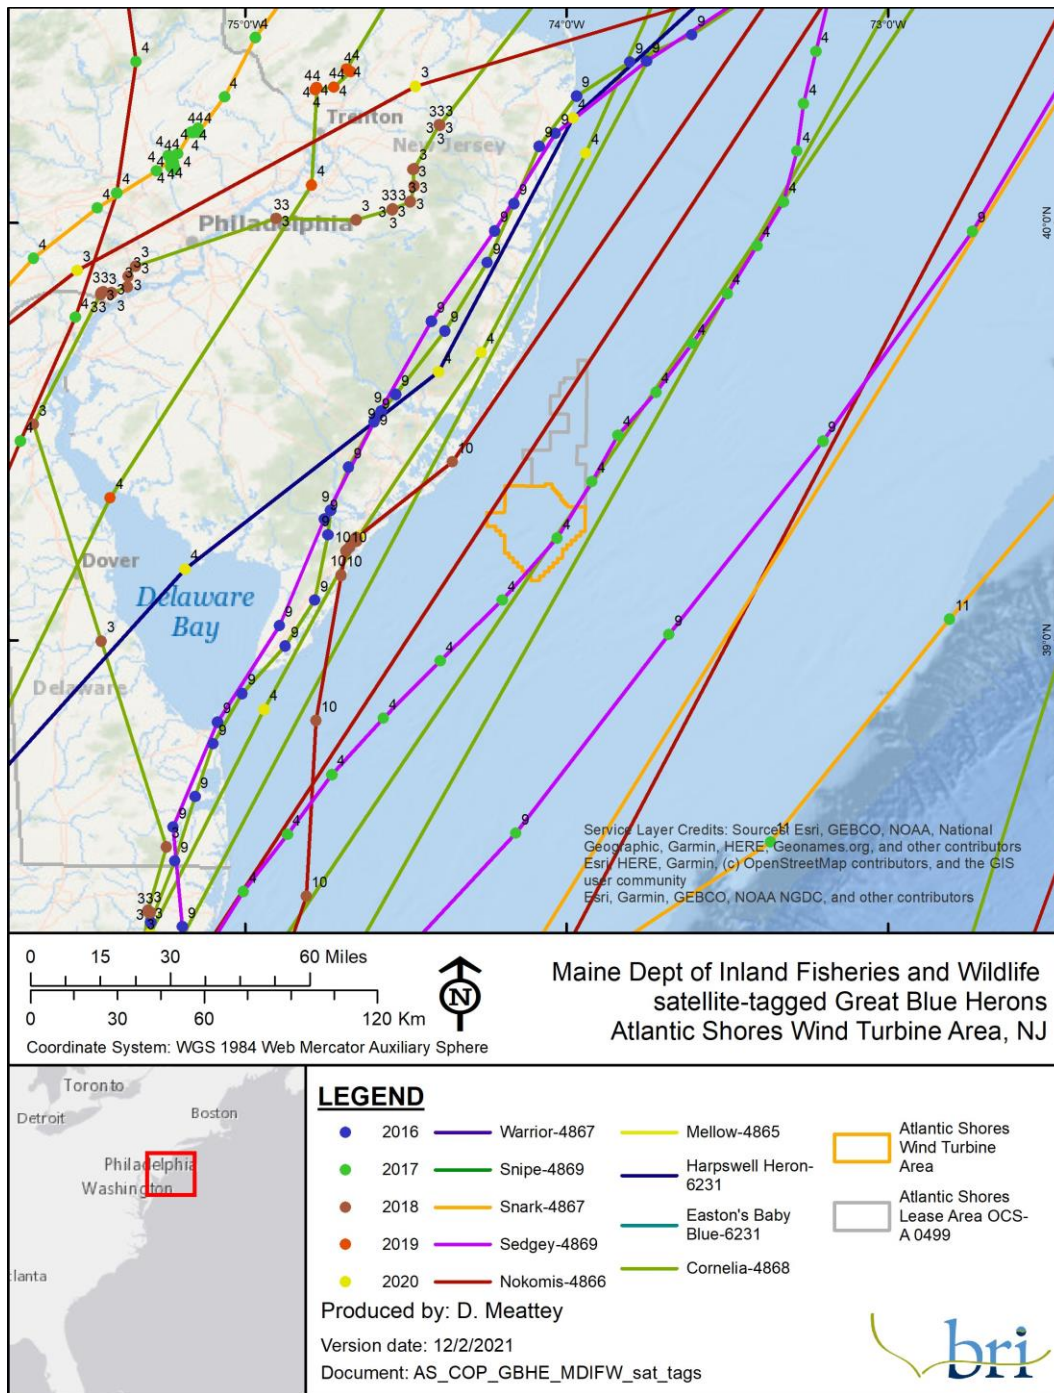 75°0'W
74°0'W
73°0'W
40°0'N
39°0'N
Trenton
New Jersey
Philadelphia
Dover
Delaware
Bay
Delaware
Service Layer Credits: Sources: Esri, GEBCO, NOAA, National
Geographic, Garmin, HERE, Geonames.org, and other contributors
Esri, HERE, Garmin, (c) OpenStreetMap contributors, and the GIS
user community
Esri, Garmin, GEBCO, NOAA NGDC, and other contributors
0 15 30 60 Miles
0 30 60 120 Km
N
Coordinate System: WGS 1984 Web Mercator Auxiliary Sphere
Maine Dept of Inland Fisheries and Wildlife
satellite-tagged Great Blue Herons
Atlantic Shores Wind Turbine Area, NJ
Toronto
Detroit
Boston
Philadelphia
Washington
lanta
LEGEND
2016
2017
2018
2019
2020
Warrior-4867
Snipe-4869
Snark-4867
Sedgey-4869
Nokomis-4866
Mellow-4865
Harpswell Heron-
6231
Easton's Baby
Blue-6231
Cornelia-4868
Atlantic Shores
Wind Turbine
Area
Atlantic Shores
Lease Area OCS-
A 0499
Produced by: D. Meattey
Version date: 12/2/2021
Document: AS_COP_GBHE_MDIFW_sat_tags
bri